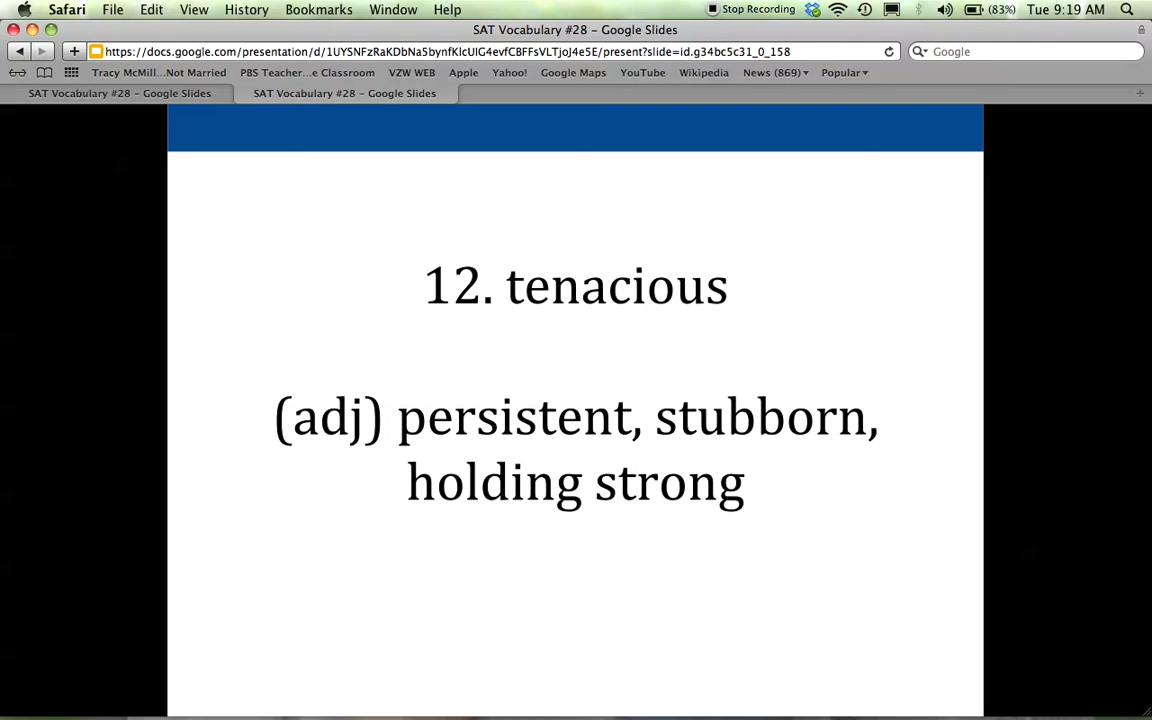 Safari File Edit View History Bookmarks Window Help Stop Recording (83%) Tue 9:19 AM
SAT Vocabulary #28 – Google Slides
https://docs.google.com/presentation/d/1UYSNFzRaKDbNa5bynfKlcUIG4evfCBFFsVLTjoJ4e5E/present?slide=id.g34bc5c31_0_158 Google
Tracy McMill...Not Married PBS Teacher...e Classroom VZW WEB Apple Yahoo! Google Maps YouTube Wikipedia News (869) Popular
SAT Vocabulary #28 – Google Slides SAT Vocabulary #28 – Google Slides
12. tenacious
(adj) persistent, stubborn,
holding strong